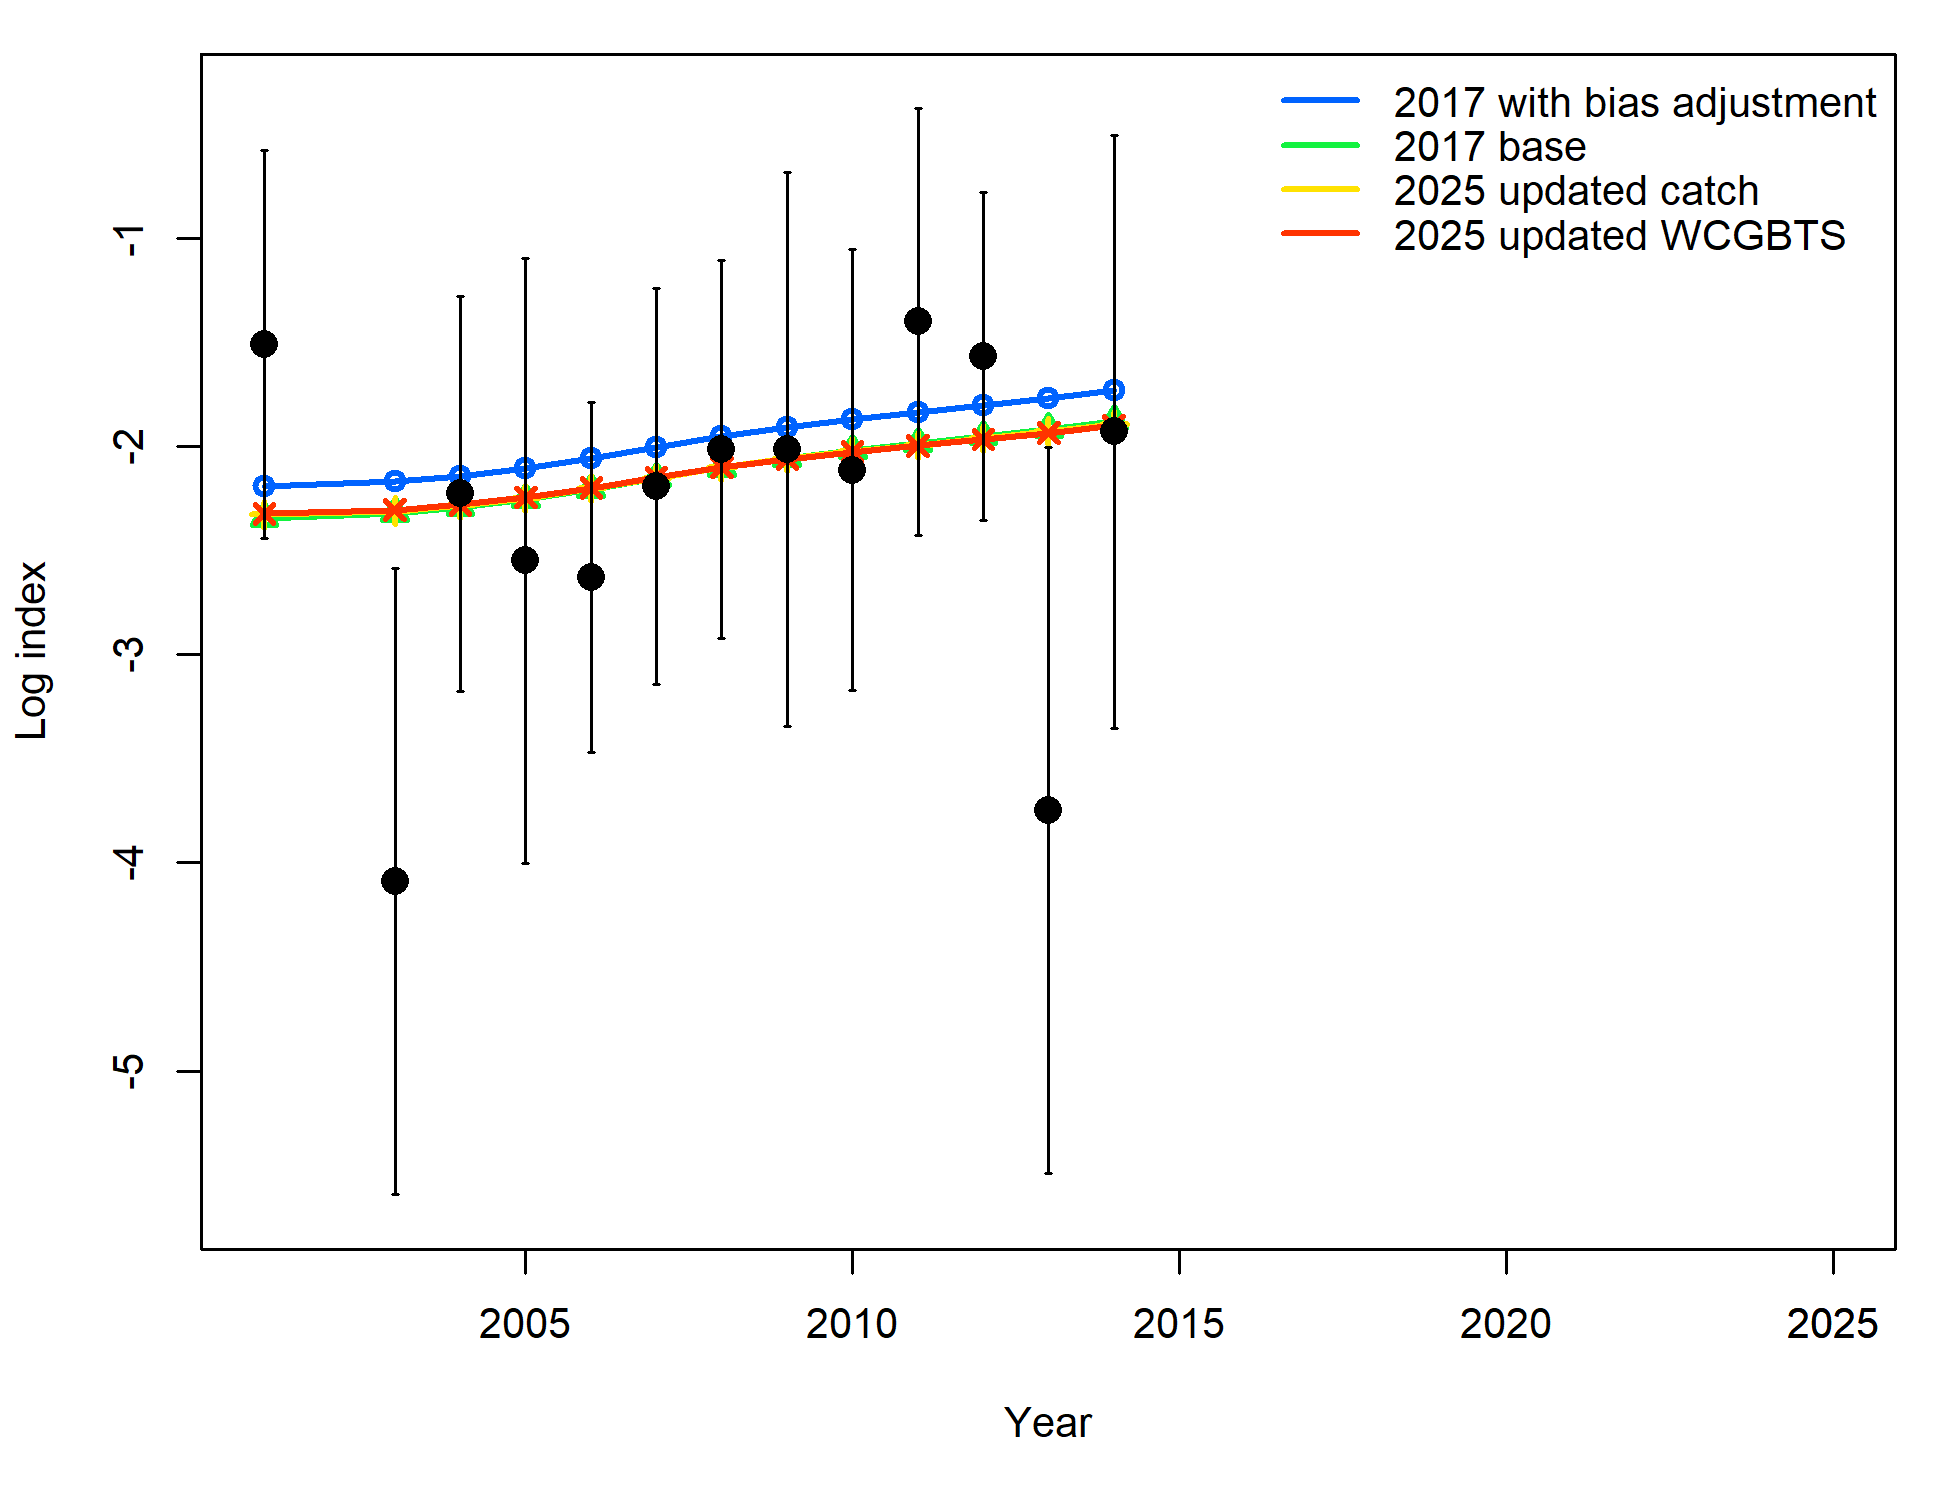 2017 with bias adjustment
2017 base
2025 updated catch
2025 updated WCGBTS
-1
-2
-3
-4
-5
Log index
2005 2010 2015 2020 2025
Year